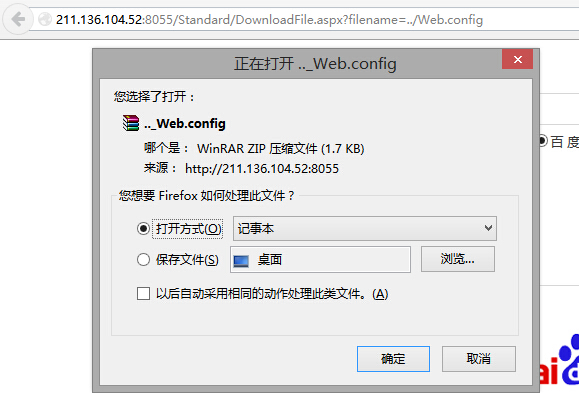 211.136.104.52:8055/Standard/DownloadFile.aspx?filename=../Web.config
正在打开 .._Web.config
您选择了打开：
.._Web.config
哪个是： WinRAR ZIP 压缩文件 (1.7 KB)
来源： http://211.136.104.52:8055
百度
您想要 Firefox 如何处理此文件？
打开方式(O) 记事本
保存文件(S) 桌面 浏览...
以后自动采用相同的动作处理此类文件。(A)
确定 取消
ai